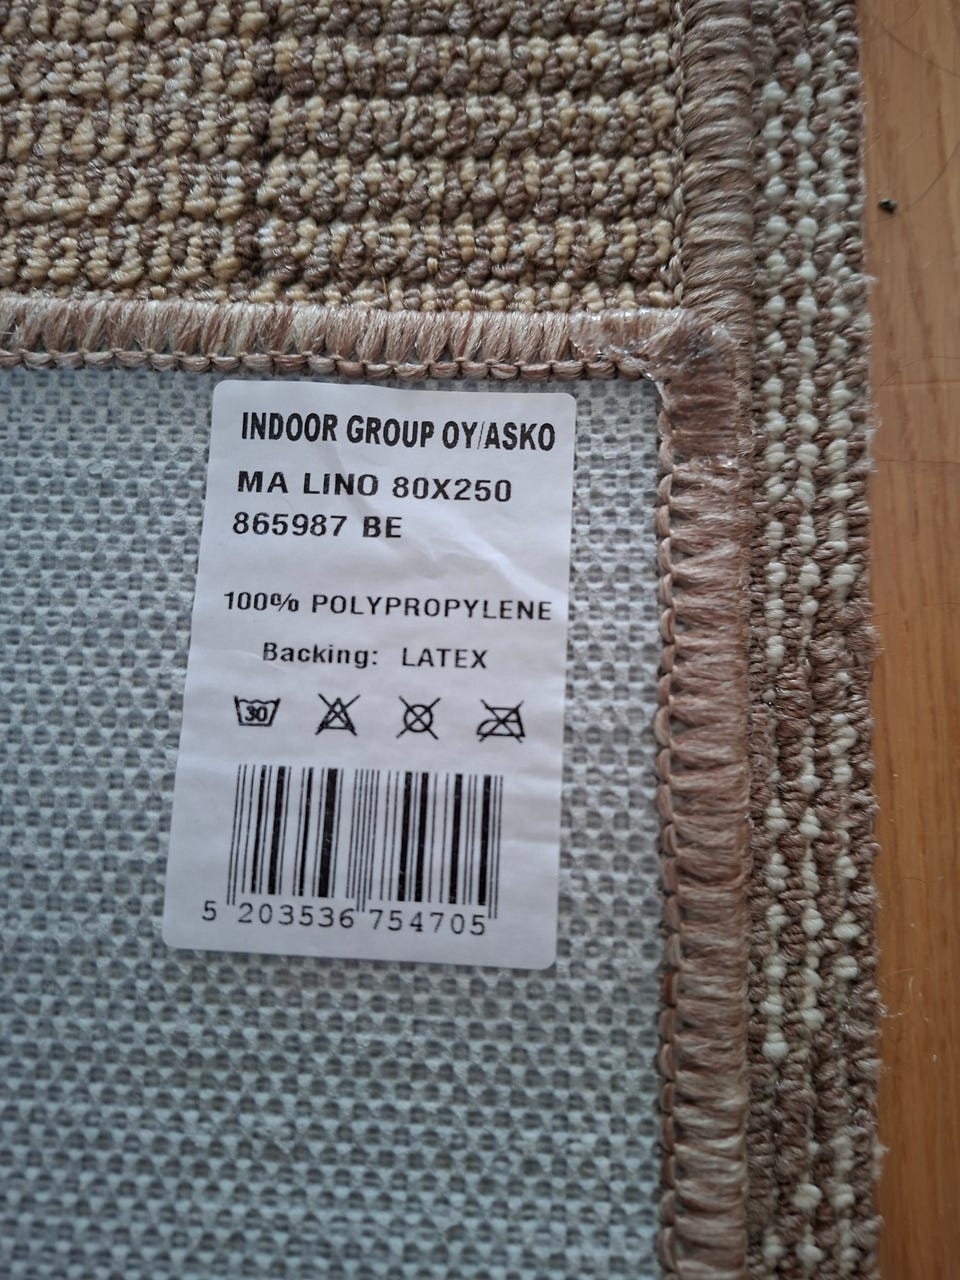 INDOOR GROUP OY/ASKO
MA LINO 80X250
865987 BE
100% POLYPROPYLENE
Backing: LATEX
30
5 203536 754705